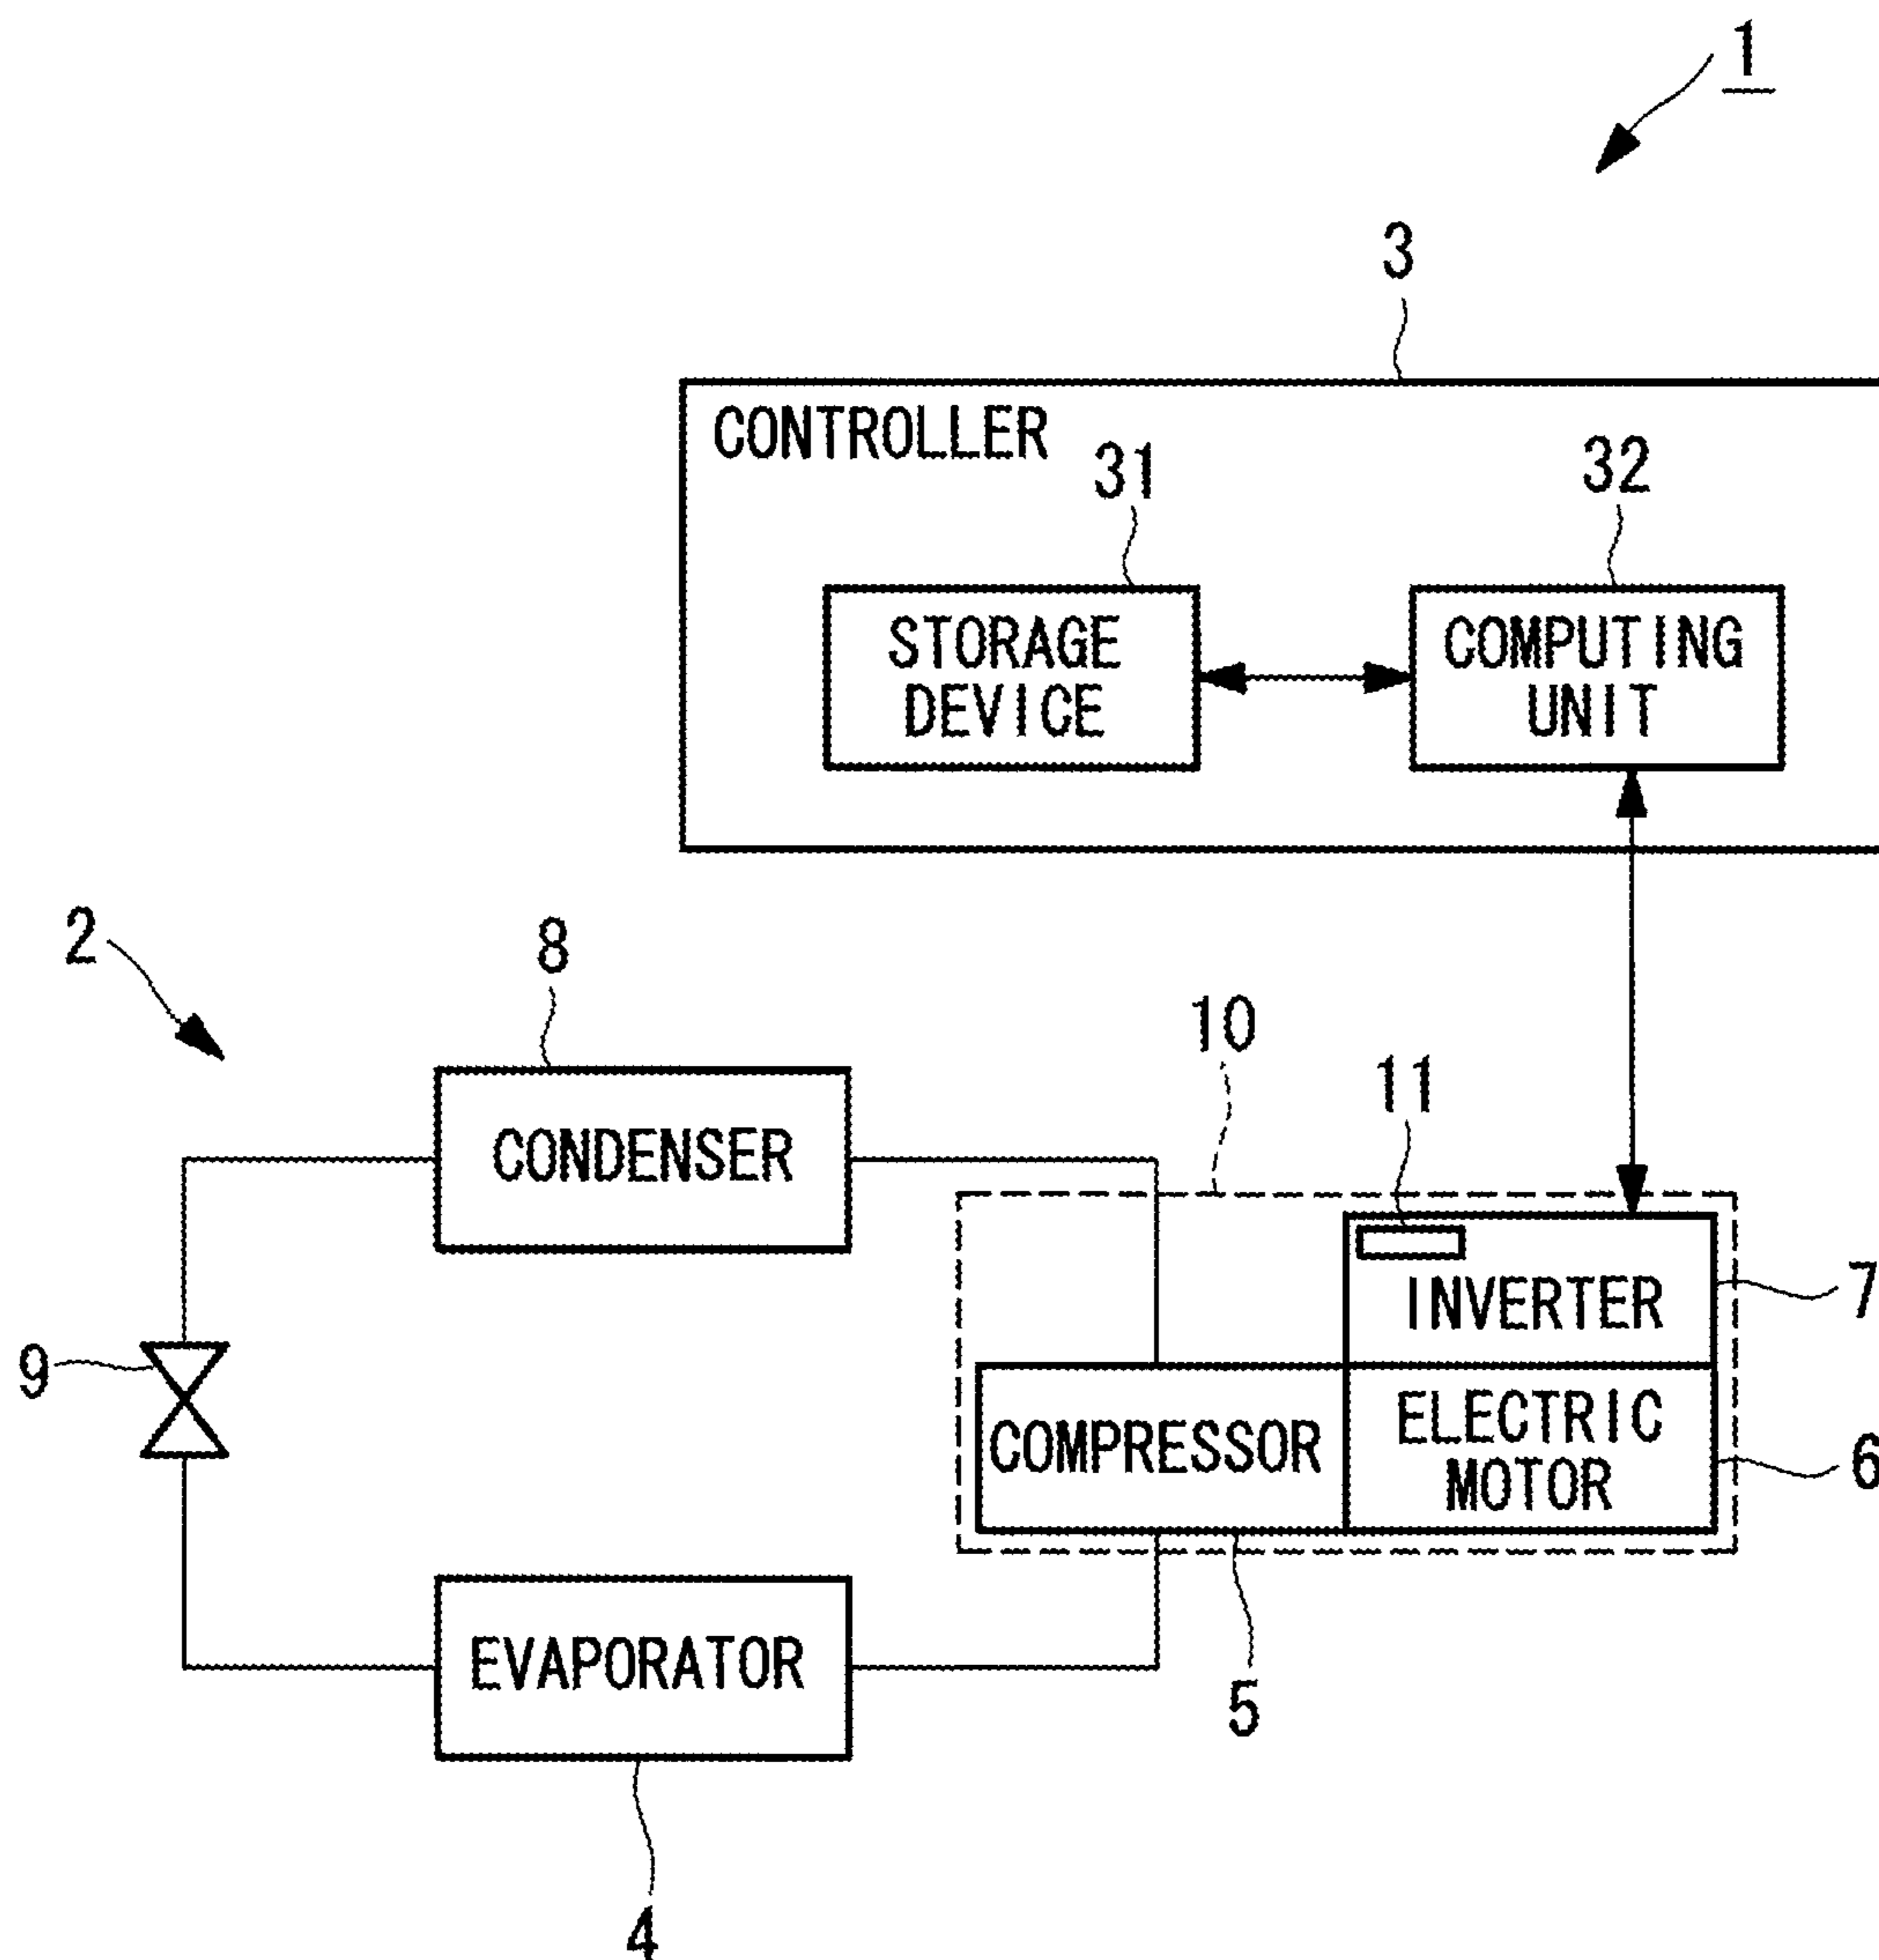 1
3
CONTROLLER
31
32
STORAGE
DEVICE
COMPUTING
UNIT
2
8
10
11
CONDENSER
INVERTER
7
9
COMPRESSOR
ELECTRIC
MOTOR
6
EVAPORATOR
5
4